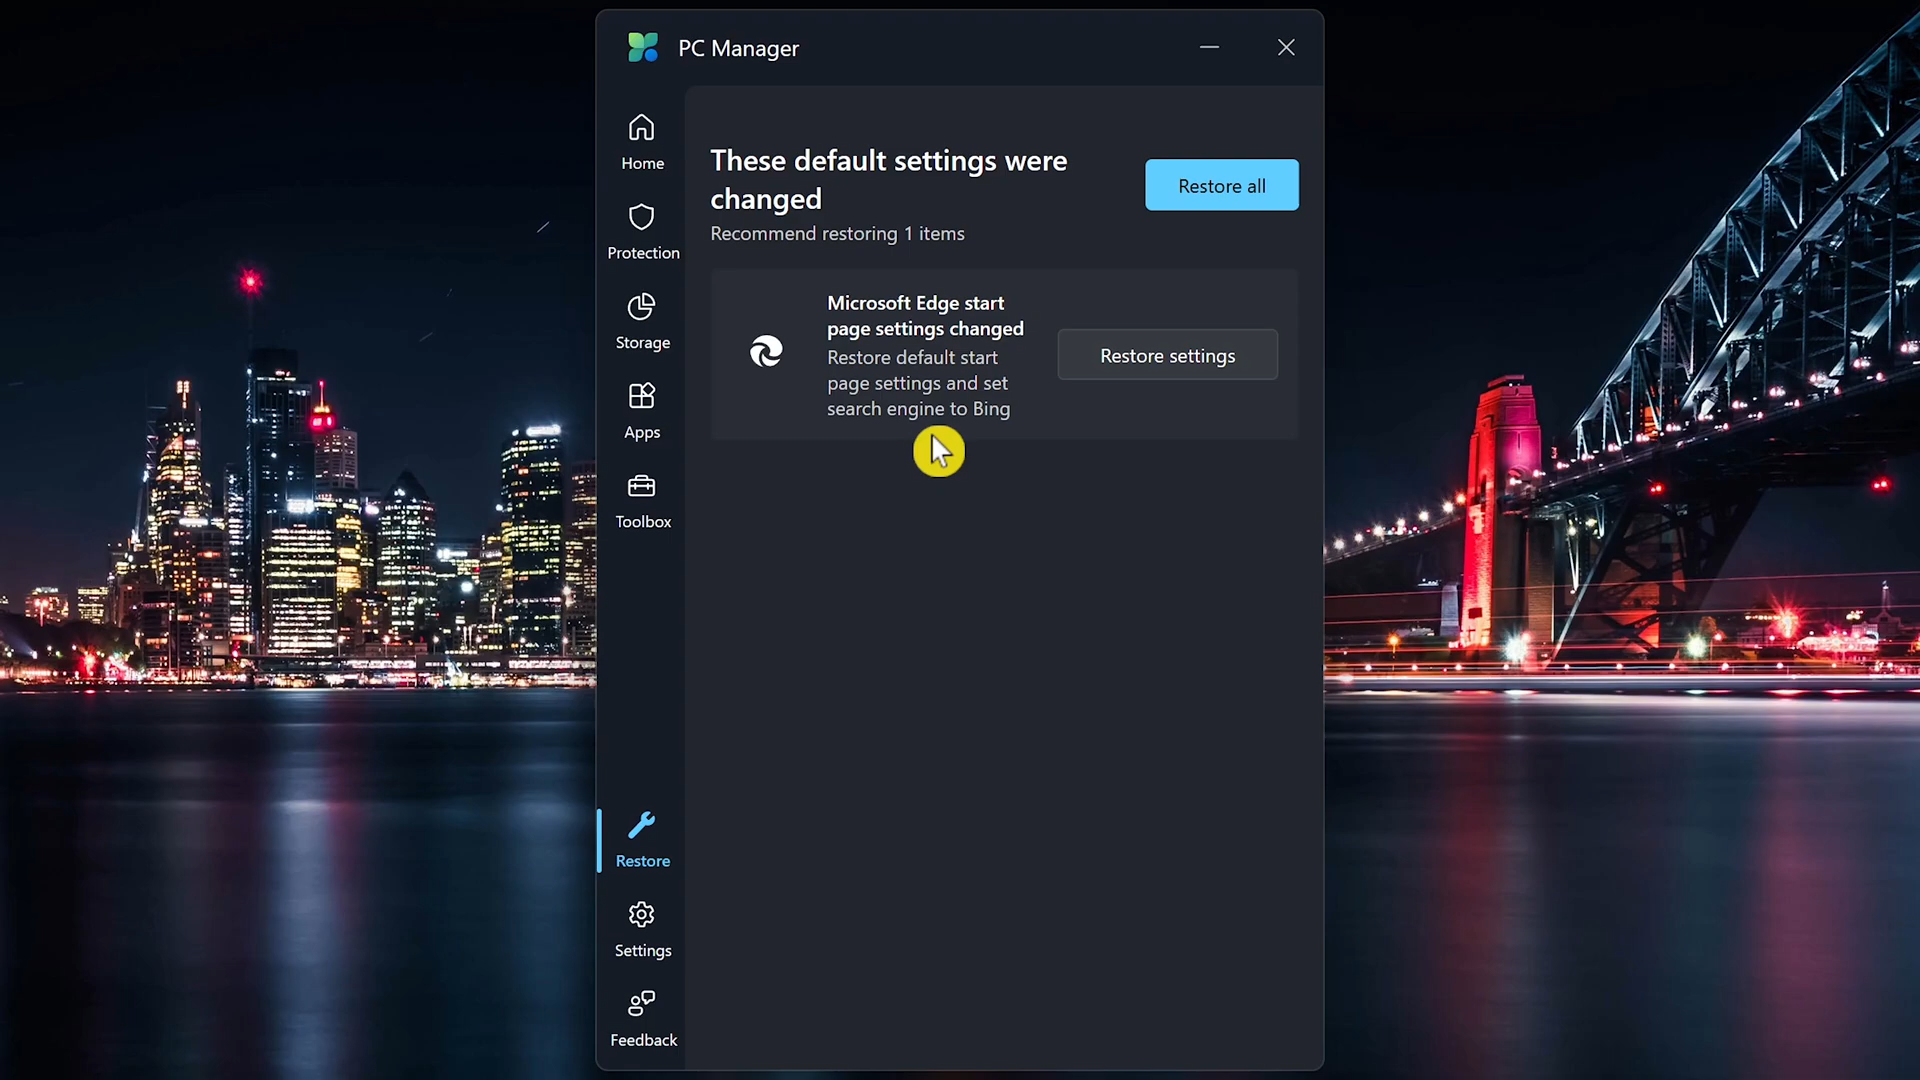 PC Manager
Home
Protection
Storage
Apps
Toolbox
Restore
Settings
Feedback
These default settings were
changed
Recommend restoring 1 items
Restore all
Microsoft Edge start
page settings changed
Restore default start
page settings and set
search engine to Bing
Restore settings